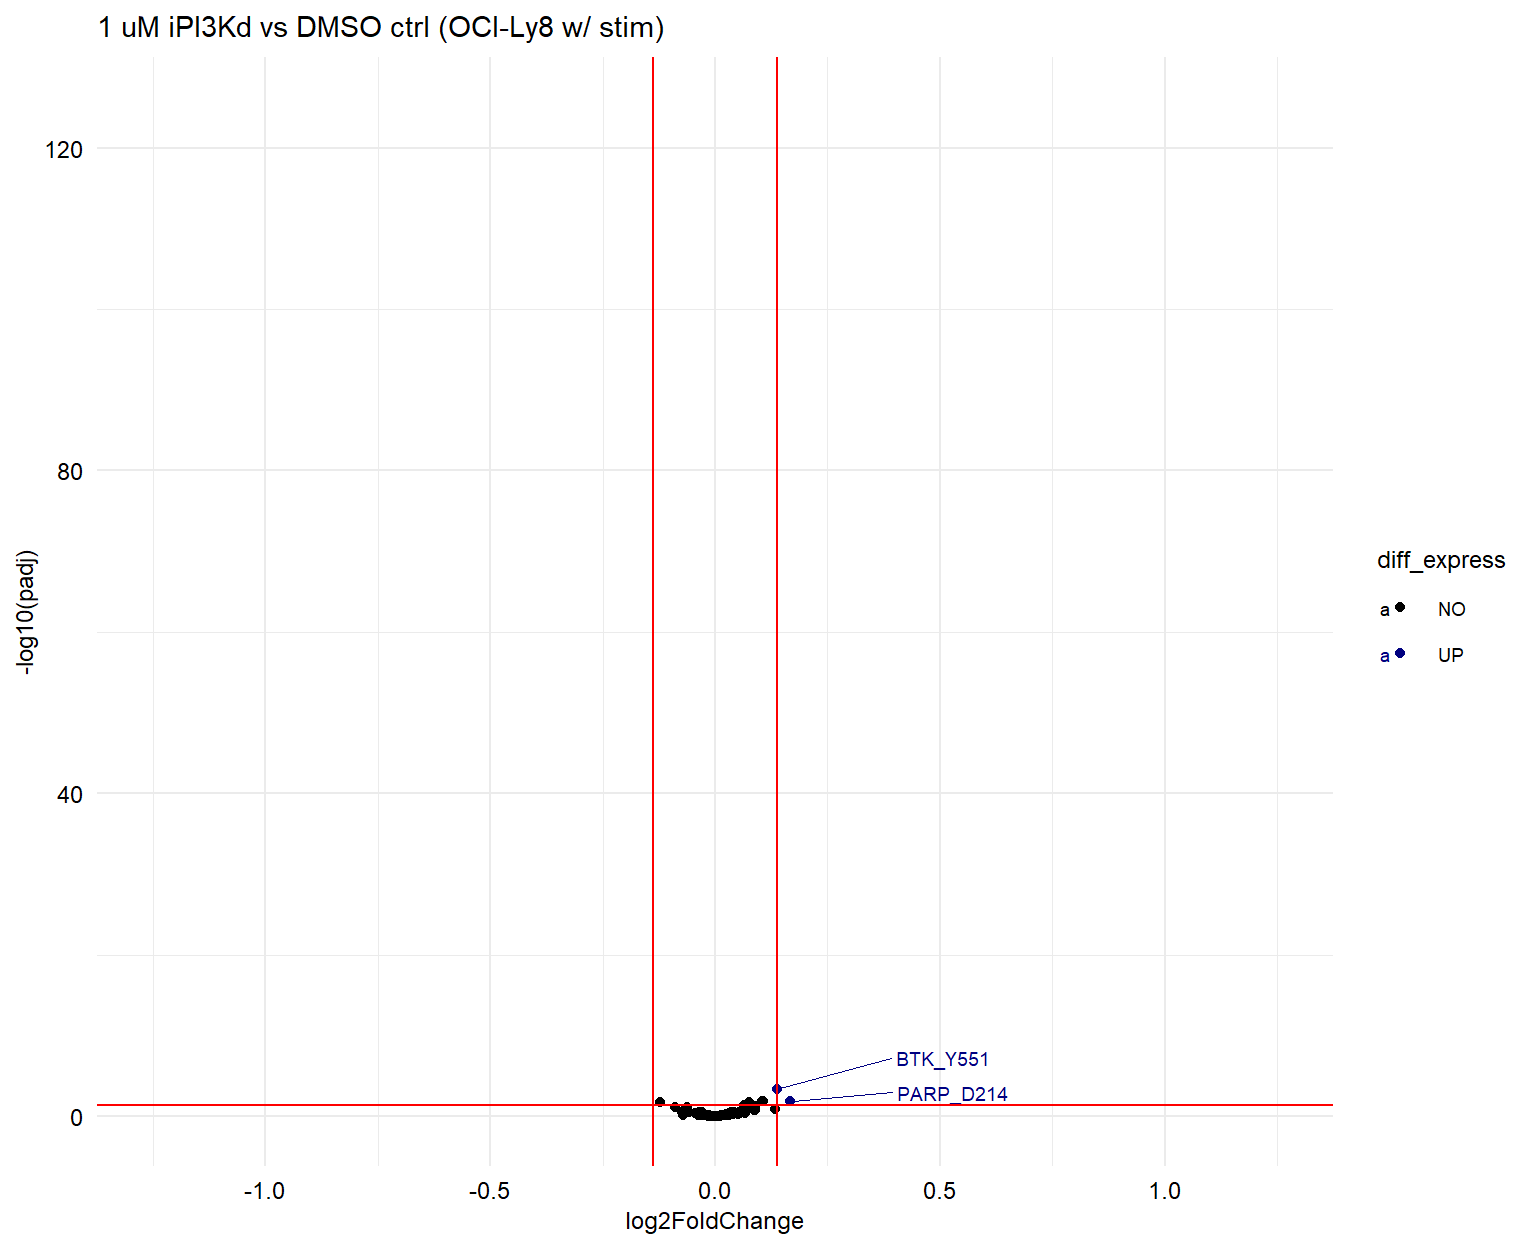 1 uM iPI3Kd vs DMSO ctrl (OCI-Ly8 w/ stim)
120
80
40
0
-log10(padj)
BTK_Y551
PARP_D214
-1.0
-0.5
0.0
0.5
1.0
log2FoldChange
diff_express
a NO
a UP